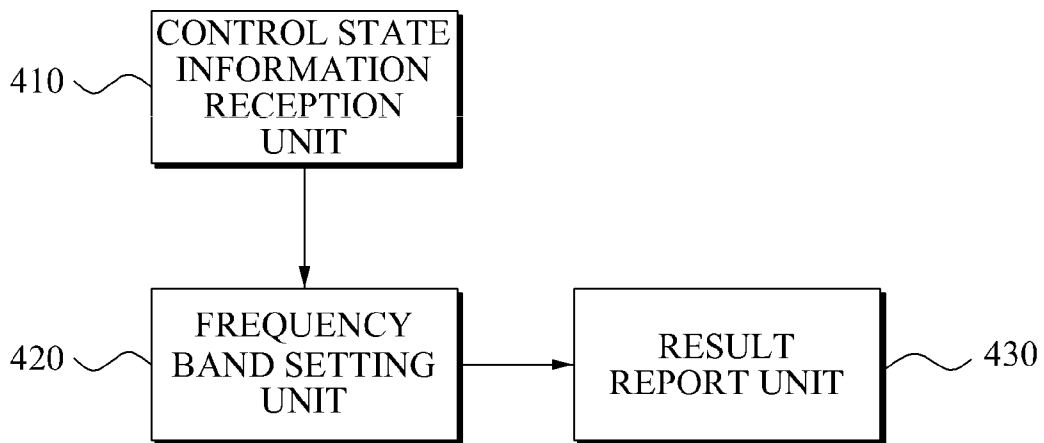 CONTROL STATE
INFORMATION
RECEPTION
UNIT
410
FREQUENCY
BAND SETTING
UNIT
420
RESULT
REPORT UNIT
430